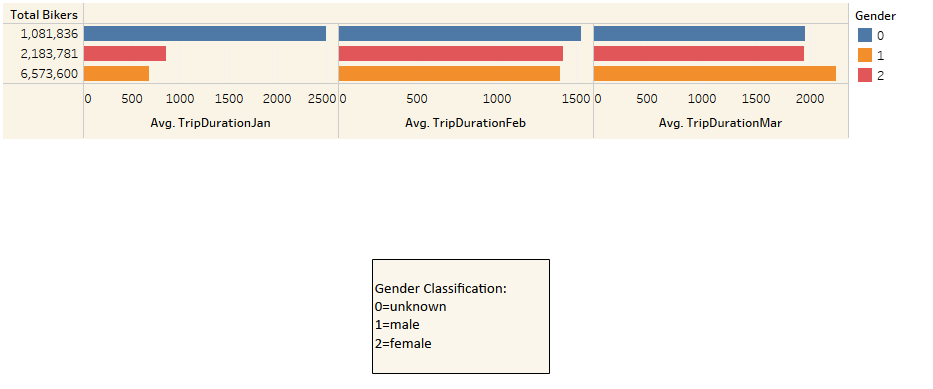 Total Bikers
Gender
1,081,836
0
2,183,781
1
6,573,600
2
0 500 1000 1500 2000 2500 0 500 1000 1500 0 500 1000 1500 2000
Avg. TripDurationJan Avg. TripDurationFeb Avg. TripDurationMar
Gender Classification:
0=unknown
1=male
2=female